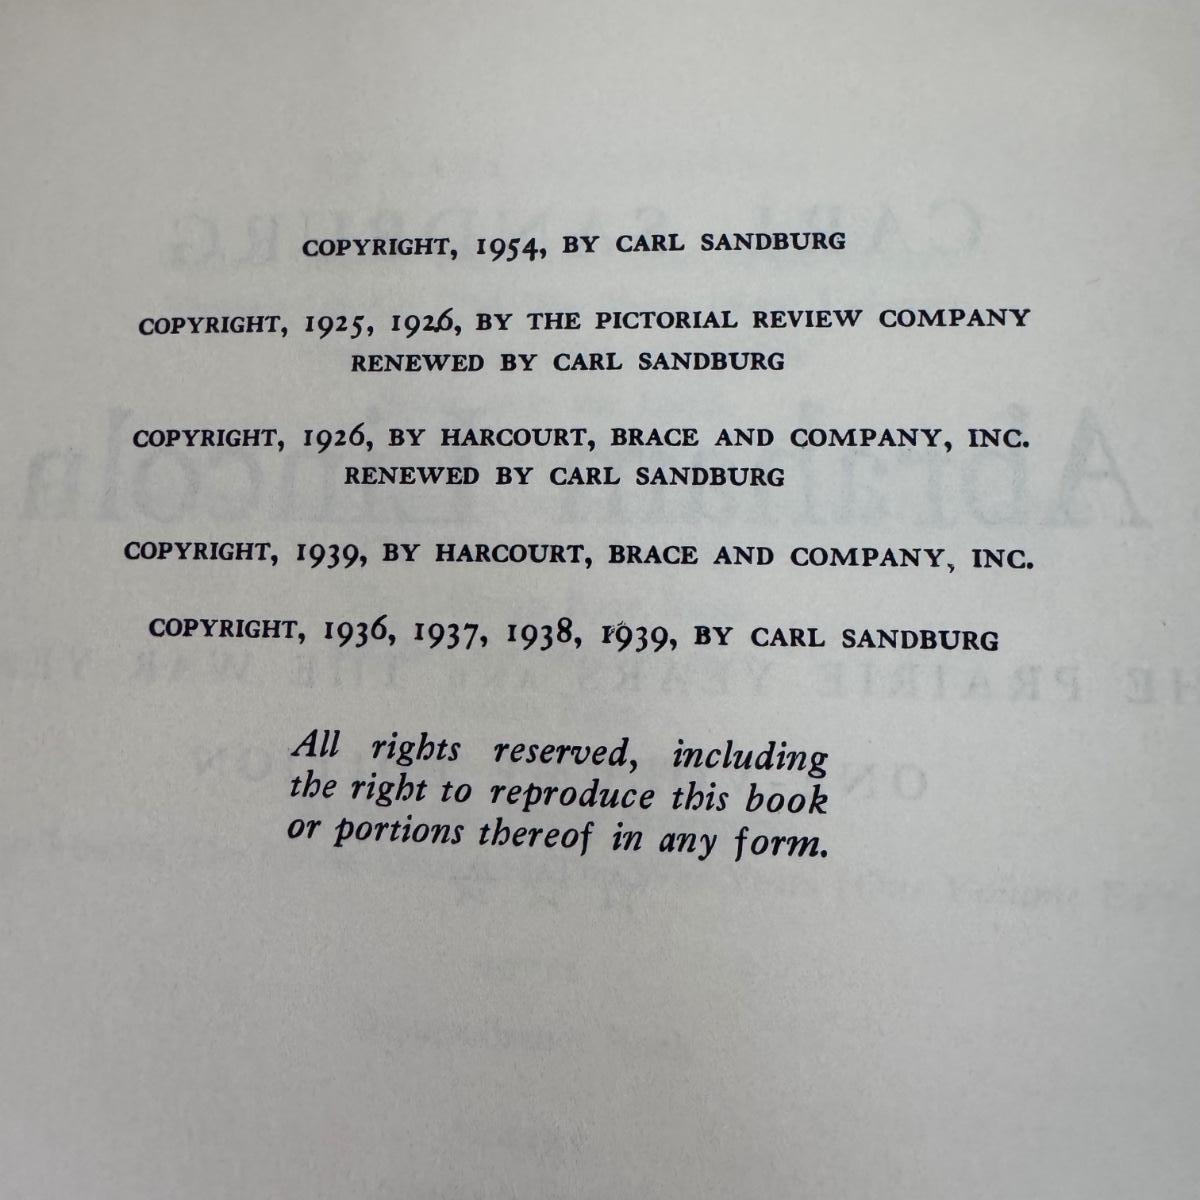 COPYRIGHT, 1954, BY CARL SANDBURG
COPYRIGHT, 1925, 1926, BY THE PICTORIAL REVIEW COMPANY
RENEWED BY CARL SANDBURG
COPYRIGHT, 1926, BY HARCOURT, BRACE AND COMPANY, INC.
RENEWED BY CARL SANDBURG
COPYRIGHT, 1939, BY HARCOURT, BRACE AND COMPANY, INC.
COPYRIGHT, 1936, 1937, 1938, 1939, BY CARL SANDBURG
All rights reserved, including
the right to reproduce this book
or portions thereof in any form.